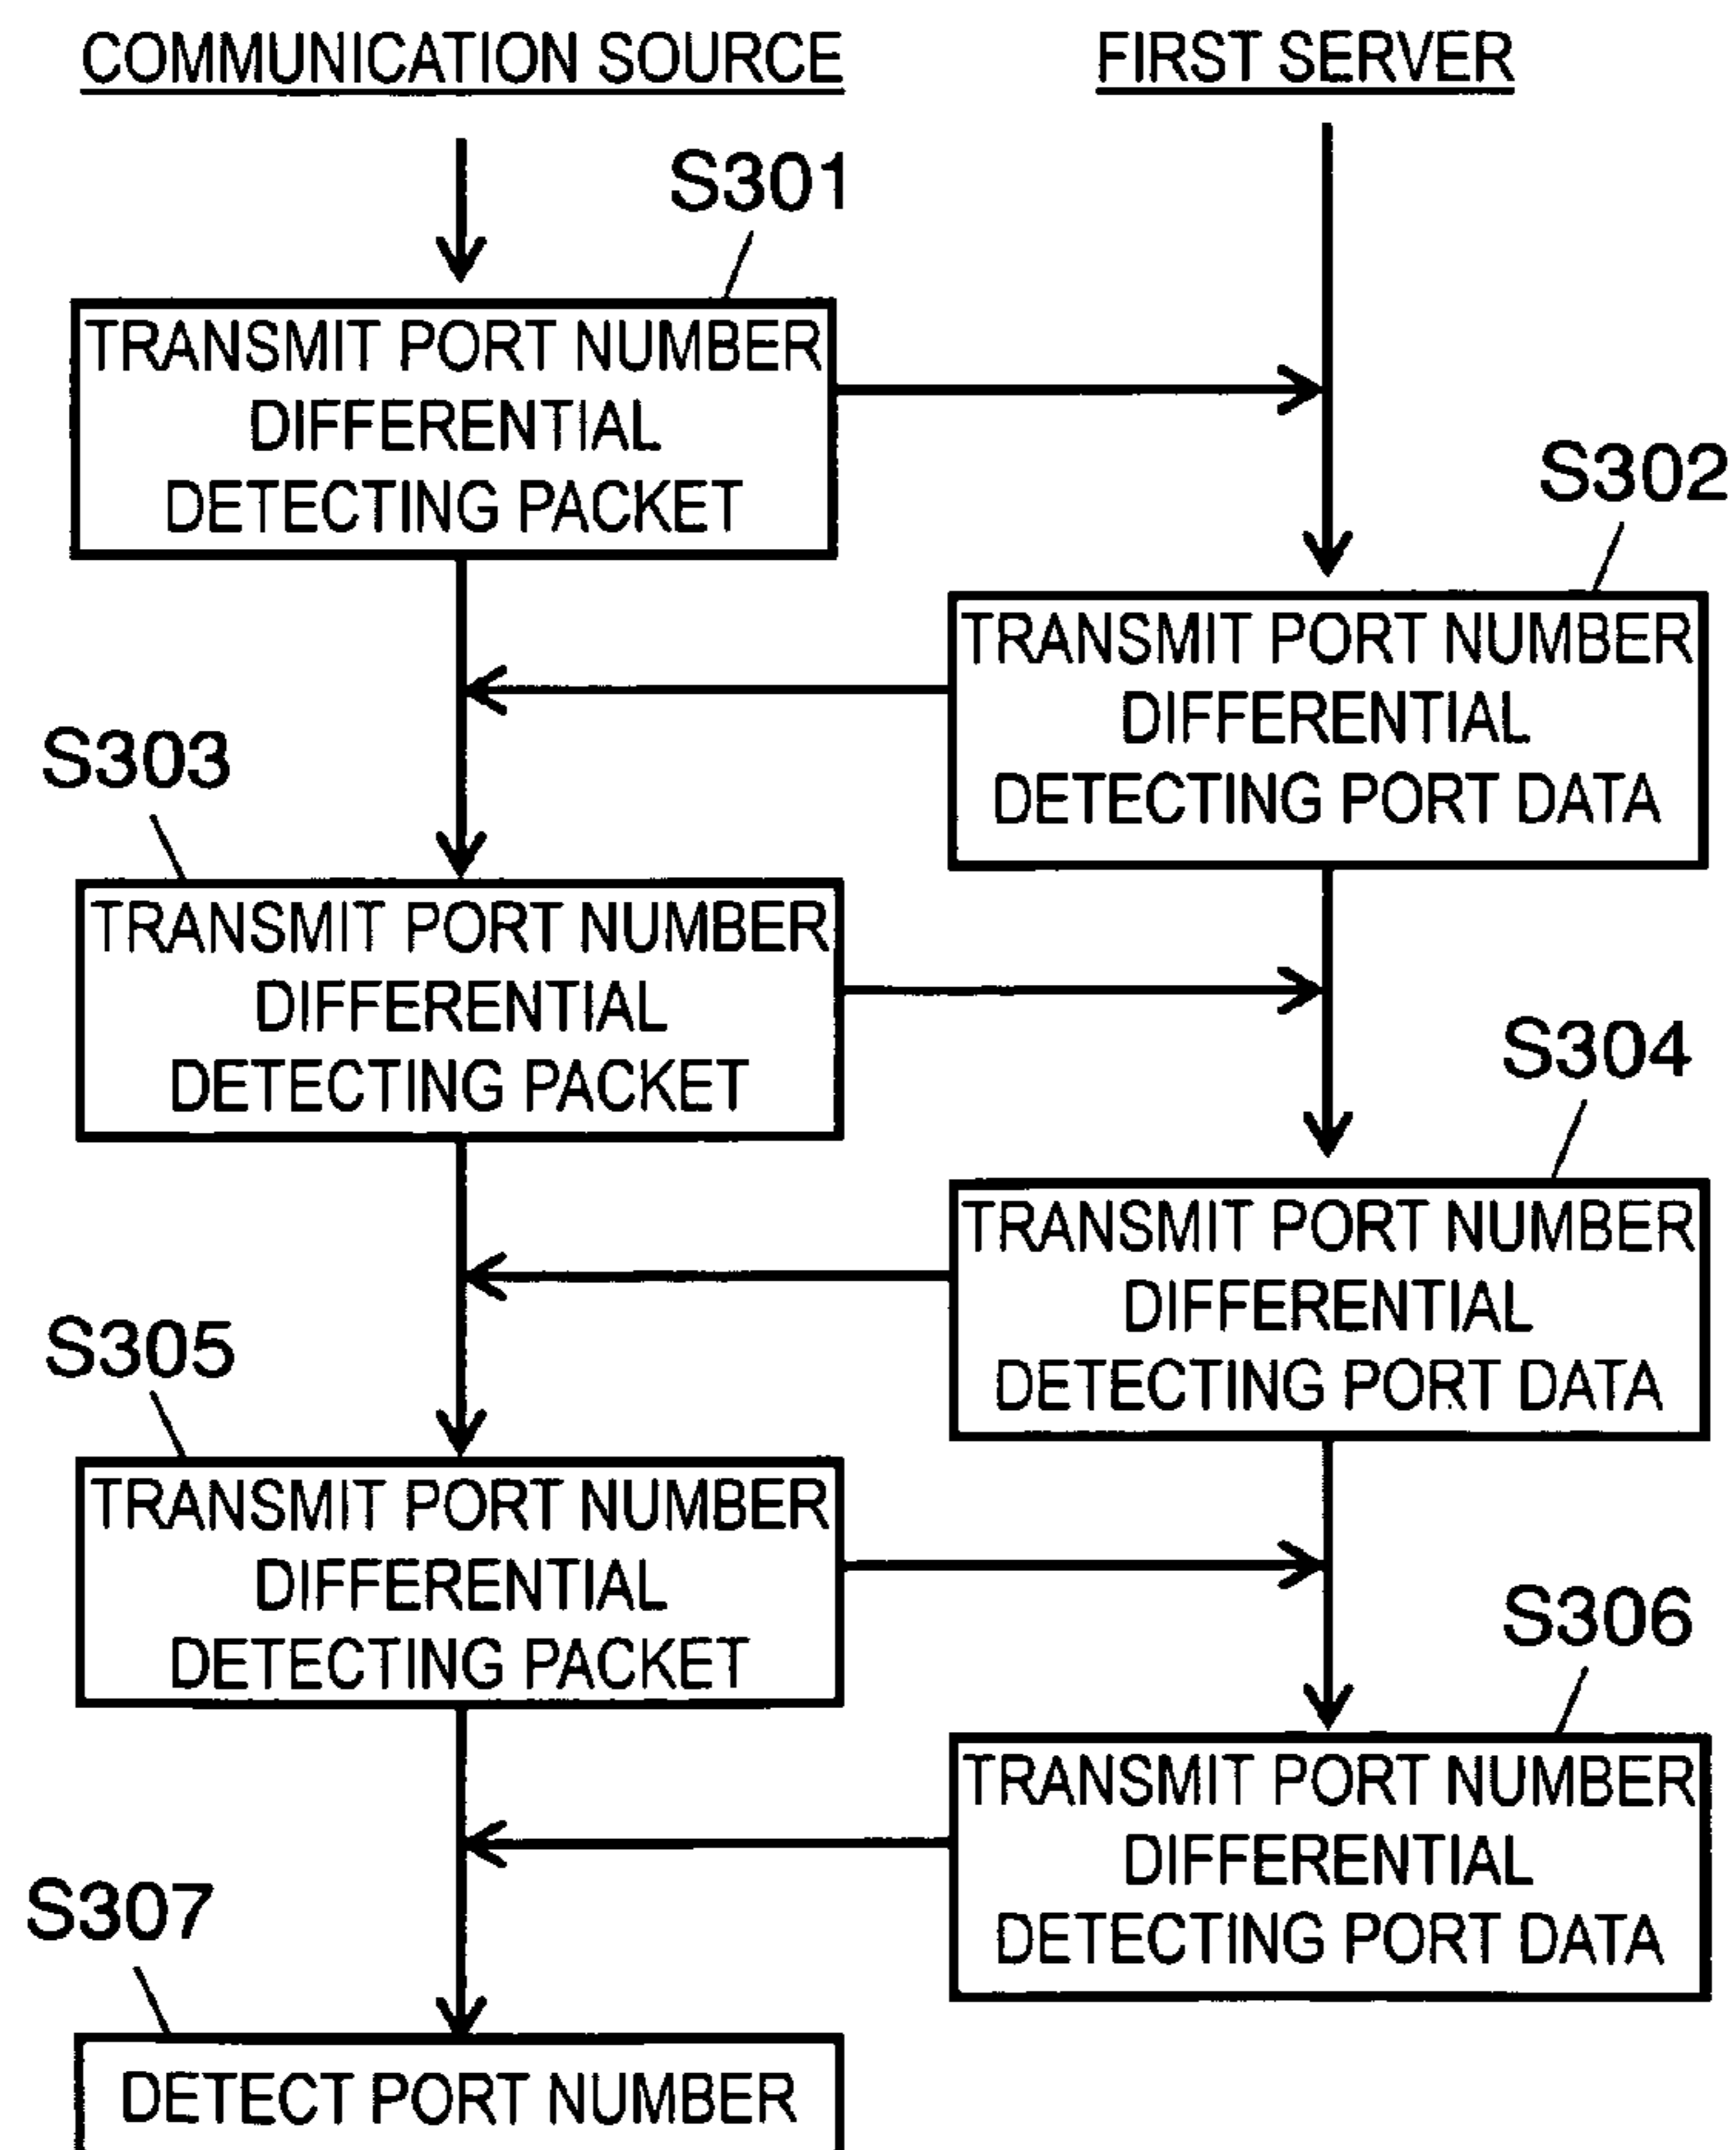 COMMUNICATION SOURCE
FIRST SERVER
S301
TRANSMIT PORT NUMBER
DIFFERENTIAL
DETECTING PACKET
S302
TRANSMIT PORT NUMBER
DIFFERENTIAL
DETECTING PORT DATA
S303
TRANSMIT PORT NUMBER
DIFFERENTIAL
DETECTING PACKET
S304
TRANSMIT PORT NUMBER
DIFFERENTIAL
DETECTING PORT DATA
S305
TRANSMIT PORT NUMBER
DIFFERENTIAL
DETECTING PACKET
S306
TRANSMIT PORT NUMBER
DIFFERENTIAL
DETECTING PORT DATA
S307
DETECT PORT NUMBER